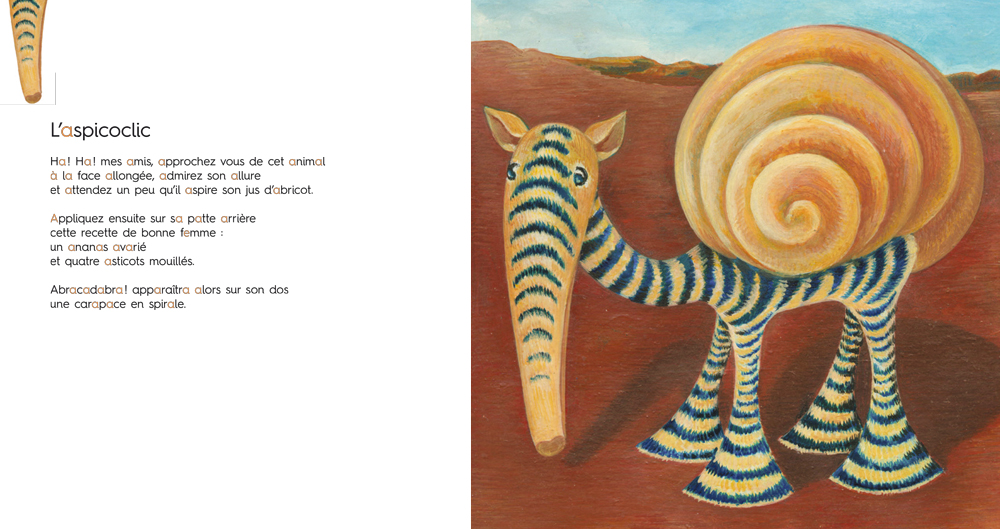 L'aspicoclic
Ha! Ha! mes amis, approchez vous de cet animal
à la face allongée, admirez son allure
et attendez un peu qu'il aspire son jus d'abricot.
Appliquez ensuite sur sa patte arrière
cette recette de bonne femme :
un ananas avarié
et quatre asticots mouillés.
Abracadabra! apparaîtra alors sur son dos
une carapace en spirale.